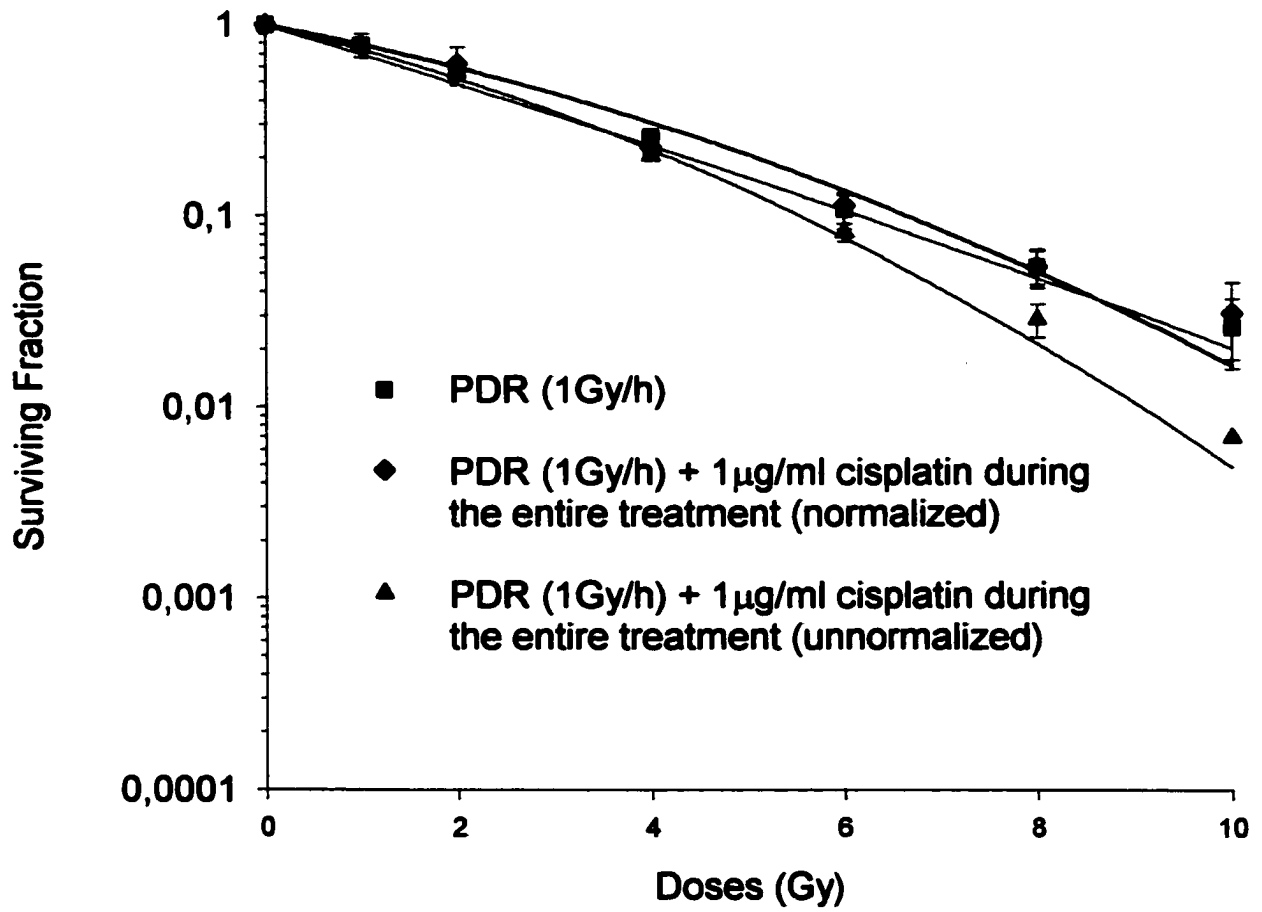 1
0,1
0,01
0,001
0,0001
Surviving Fraction
PDR (1Gy/h)
PDR (1Gy/h) + 1µg/ml cisplatin during
the entire treatment (normalized)
PDR (1Gy/h) + 1µg/ml cisplatin during
the entire treatment (unnormalized)
0 2 4 6 8 10
Doses (Gy)